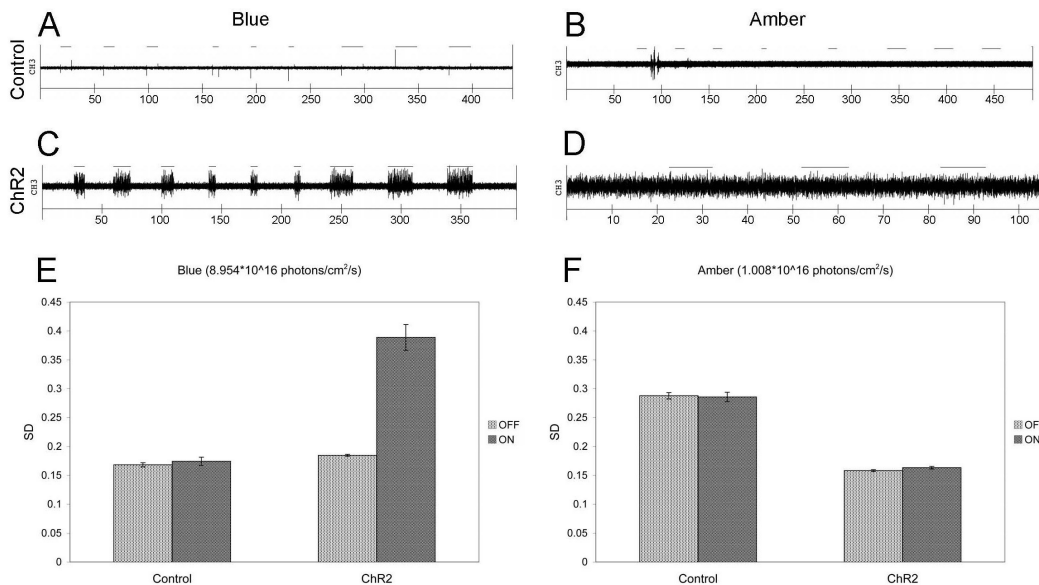 A
Blue
B
Amber
Control
CH3
50 100 150 200 250 300 350 400
CH3
50 100 150 200 250 300 350 400 450
C
D
ChR2
CH3
50 100 150 200 250 300 350
CH3
10 20 30 40 50 60 70 80 90 100
E
Blue (8.954*10^16 photons/cm²/s)
F
Amber (1.008*10^16 photons/cm²/s)
SD
0.45
0.4
0.35
0.3
0.25
0.2
0.15
0.1
0.05
0
Control
ChR2
OFF
ON
SD
0.45
0.4
0.35
0.3
0.25
0.2
0.15
0.1
0.05
0
Control
ChR2
OF
ON